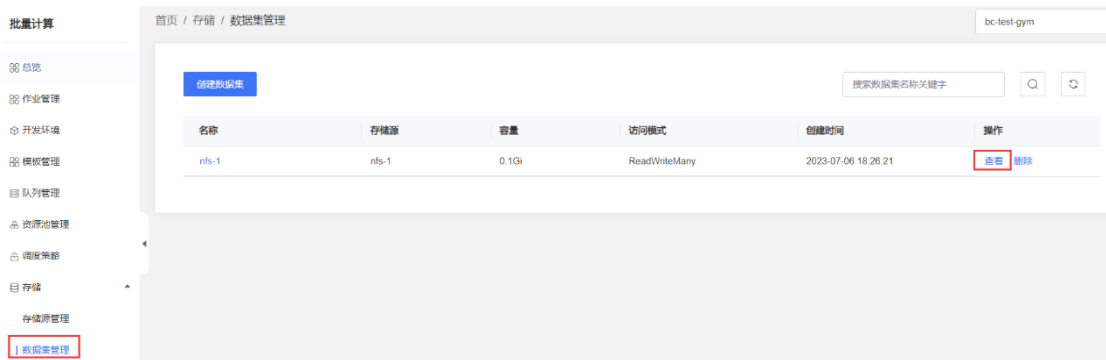 批量计算
首页 / 存储 / 数据集管理
bc-test-gym
总览
作业管理
开发环境
模板管理
队列管理
资源池管理
调度策略
存储
存储源管理
数据集管理
创建数据集
搜索数据集名称关键字
名称 存储源 容量 访问模式 创建时间 操作
nfs-1 nfs-1 0.1Gi ReadWriteMany 2023-07-06 18:26:21 查看 删除